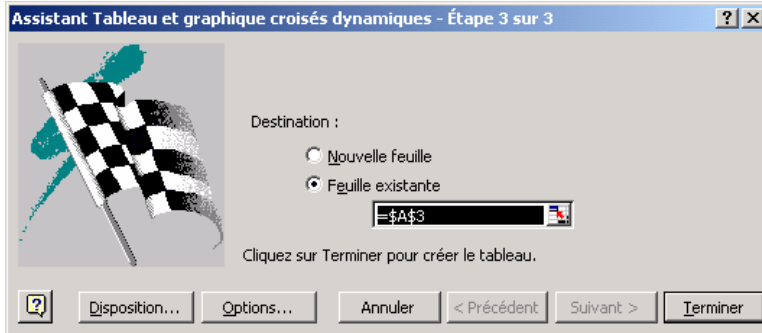 Assistant Tableau et graphique croisés dynamiques - Étape 3 sur 3
Destination :
Nouvelle feuille
Feuille existante
=$A$3
Cliquez sur Terminer pour créer le tableau.
Disposition... Options... Annuler < Précédent Suivant > Terminer